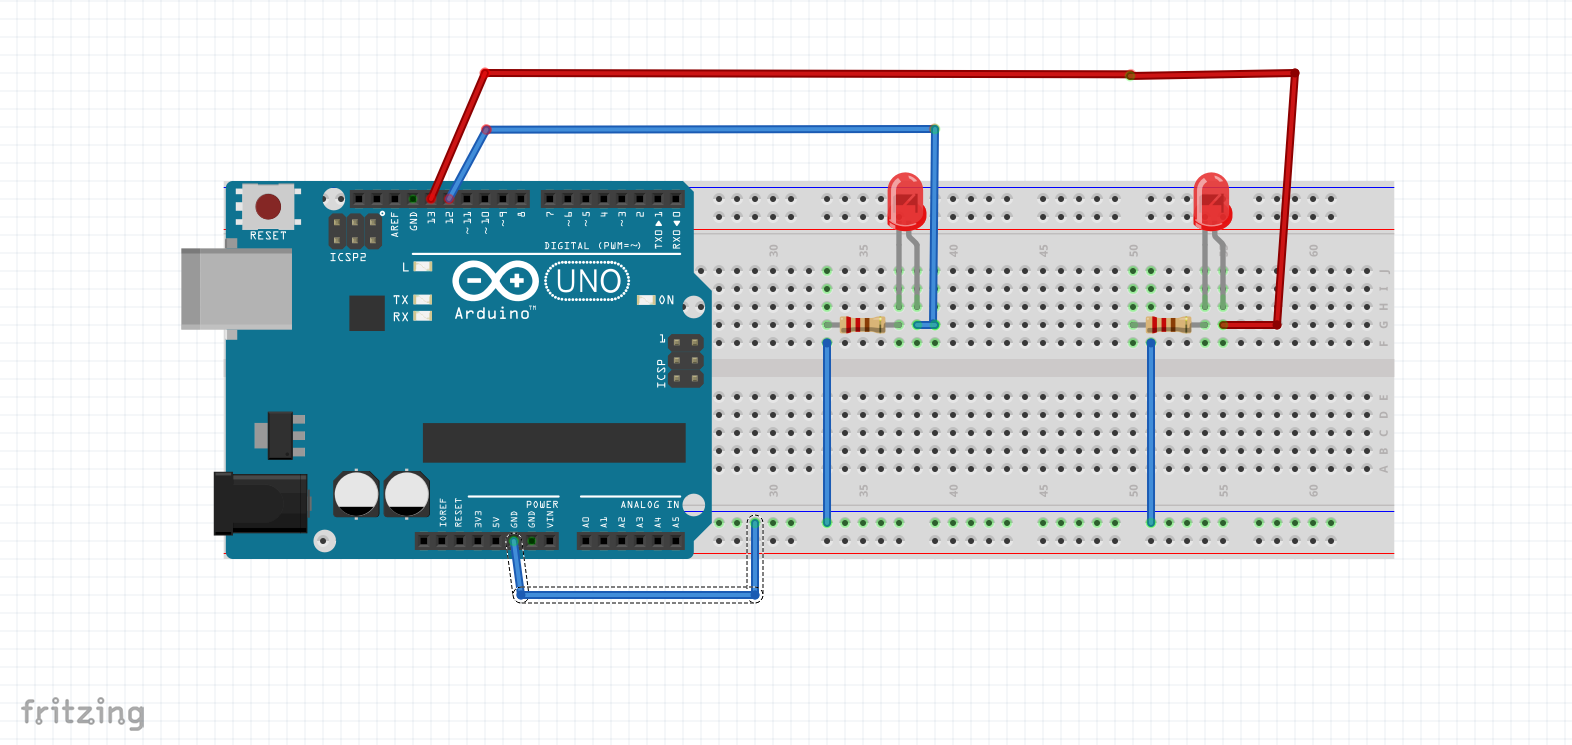 RESET
ICSP2
AREF
GND
13
12
~11
~10
~9
8
7
~6
~5
4
~3
2
TX0▶1
RX0◀0
DIGITAL (PWM=~)
L
TX
RX
UNO
Arduino™
ON
1
ICSP
30
35
40
45
50
55
60
J
I
H
G
F
E
D
C
B
A
30
35
40
45
50
55
60
POWER
ANALOG IN
IOREF
RESET
3V3
5V
GND
GND
VIN
A0
A1
A2
A3
A4
A5
fritzing